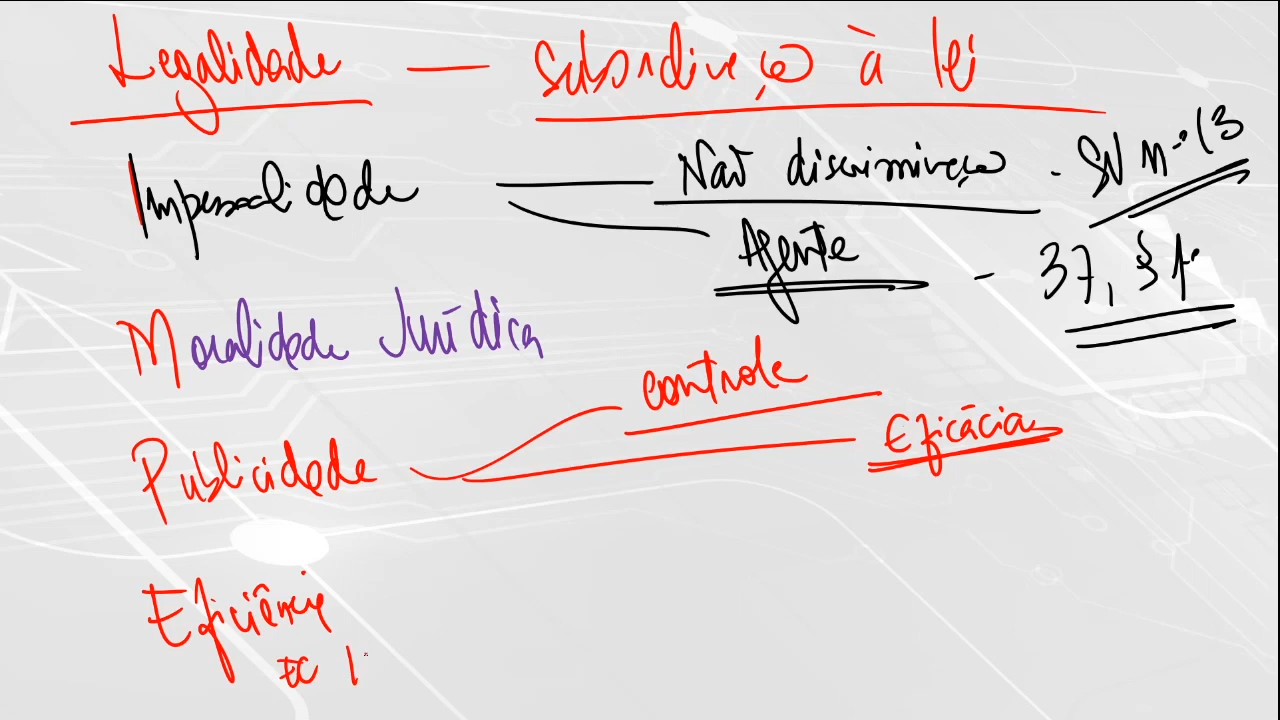 Legalidade — Subordinação à lei
Impessoalidade — Não discriminação - SV nº 13
Agente - 37, § 1º
Moralidade Jurídica
controle
Publicidade Eficácia
Eficiência
EC 1